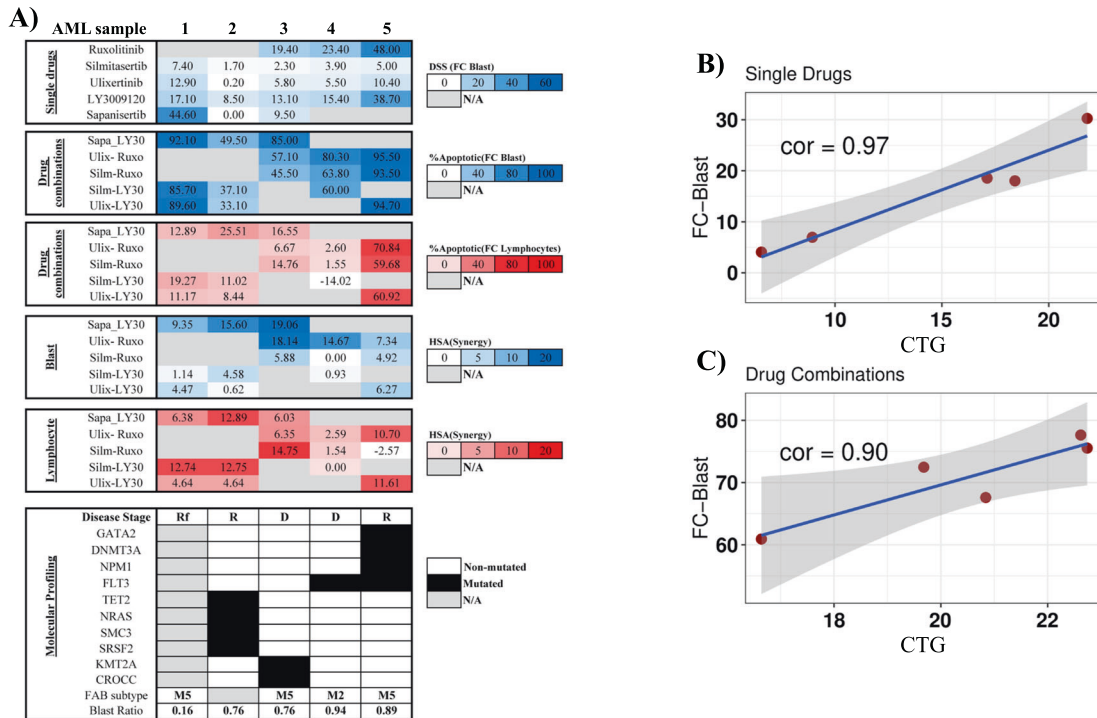 A)
AML sample 1 2 3 4 5
Single drugs
Ruxolitinib 19.40 23.40 48.00
Silmitasertib 7.40 1.70 2.30 3.90 5.00
Ulixertinib 12.90 0.20 5.80 5.50 10.40
LY3009120 17.10 8.50 13.10 15.40 38.70
Sapanisertib 44.60 0.00 9.50
DSS (FC Blast)
0 20 40 60
N/A
Drug
combinations
Sapa_LY30 92.10 49.50 85.00
Ulix- Ruxo 57.10 80.30 95.50
Silm-Ruxo 45.50 63.80 93.50
Silm-LY30 85.70 37.10 60.00
Ulix-LY30 89.60 33.10 94.70
%Apoptotic(FC Blast)
0 40 80 100
N/A
Drug
combinations
Sapa_LY30 12.89 25.51 16.55
Ulix- Ruxo 6.67 2.60 70.84
Silm-Ruxo 14.76 1.55 59.68
Silm-LY30 19.27 11.02 -14.02
Ulix-LY30 11.17 8.44 60.92
%Apoptotic(FC Lymphocytes)
0 40 80 100
N/A
Blast
Sapa_LY30 9.35 15.60 19.06
Ulix- Ruxo 18.14 14.67 7.34
Silm-Ruxo 5.88 0.00 4.92
Silm-LY30 1.14 4.58 0.93
Ulix-LY30 4.47 0.62 6.27
HSA(Synergy)
0 5 10 20
N/A
Lymphocyte
Sapa_LY30 6.38 12.89 6.03
Ulix- Ruxo 6.35 2.59 10.70
Silm-Ruxo 14.75 1.54 -2.57
Silm-LY30 12.74 12.75 0.00
Ulix-LY30 4.64 4.64 11.61
HSA(Synergy)
0 5 10 20
N/A
Molecular Profiling
Disease Stage Rf R D D R
GATA2
DNMT3A
NPM1
FLT3
TET2
NRAS
SMC3
SRSF2
KMT2A
CROCC
FAB subtype M5 M5 M2 M5
Blast Ratio 0.16 0.76 0.76 0.94 0.89
Non-mutated
Mutated
N/A
B)
Single Drugs
cor = 0.97
FC−Blast
30
20
10
0
10 15 20
CTG
C)
Drug Combinations
cor = 0.90
FC−Blast
80
70
60
18 20 22
CTG